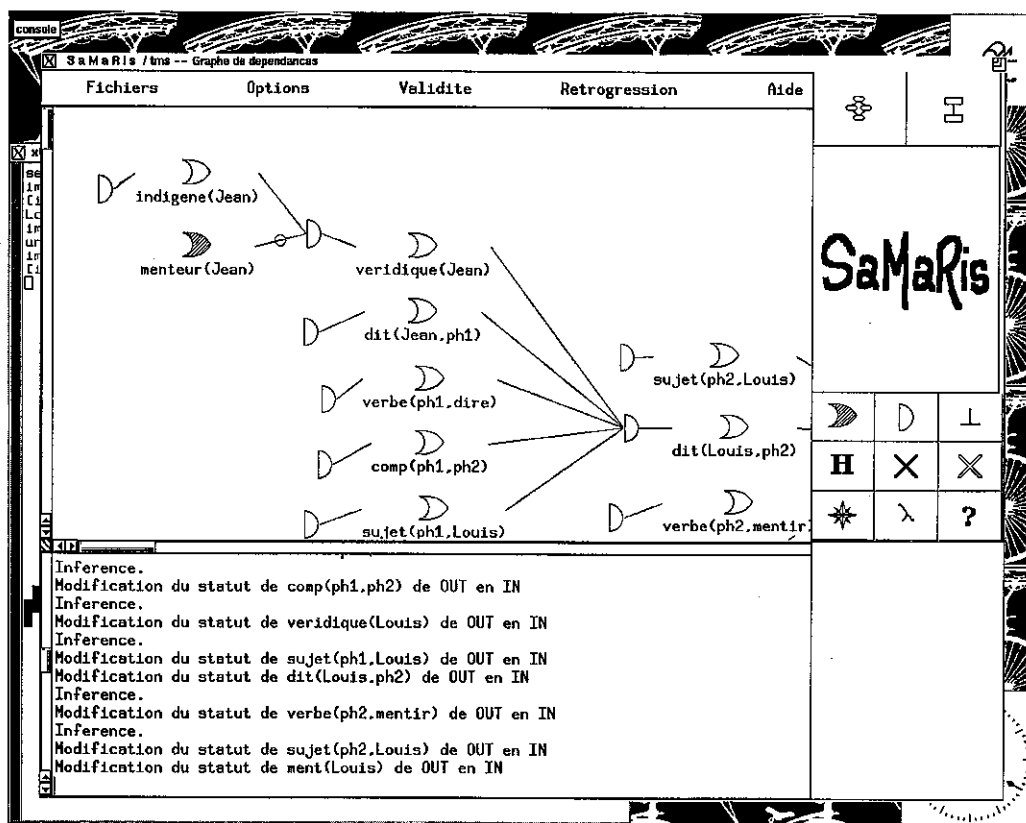 console
SaMaRis / tms -- Graphe de dependances
Fichiers Options Validite Retrogression Aide
indigene(Jean)
menteur(Jean)
veridique(Jean)
dit(Jean,ph1)
sujet(ph2,Louis)
verbe(ph1,dire)
dit(Louis,ph2)
comp(ph1,ph2)
sujet(ph1,Louis)
verbe(ph2,mentir)
SaMaRis
H
λ ?
Inference.
Modification du statut de comp(ph1,ph2) de OUT en IN
Inference.
Modification du statut de veridique(Louis) de OUT en IN
Inference.
Modification du statut de sujet(ph1,Louis) de OUT en IN
Modification du statut de dit(Louis,ph2) de OUT en IN
Inference.
Modification du statut de verbe(ph2,mentir) de OUT en IN
Inference.
Modification du statut de sujet(ph2,Louis) de OUT en IN
Modification du statut de ment(Louis) de OUT en IN